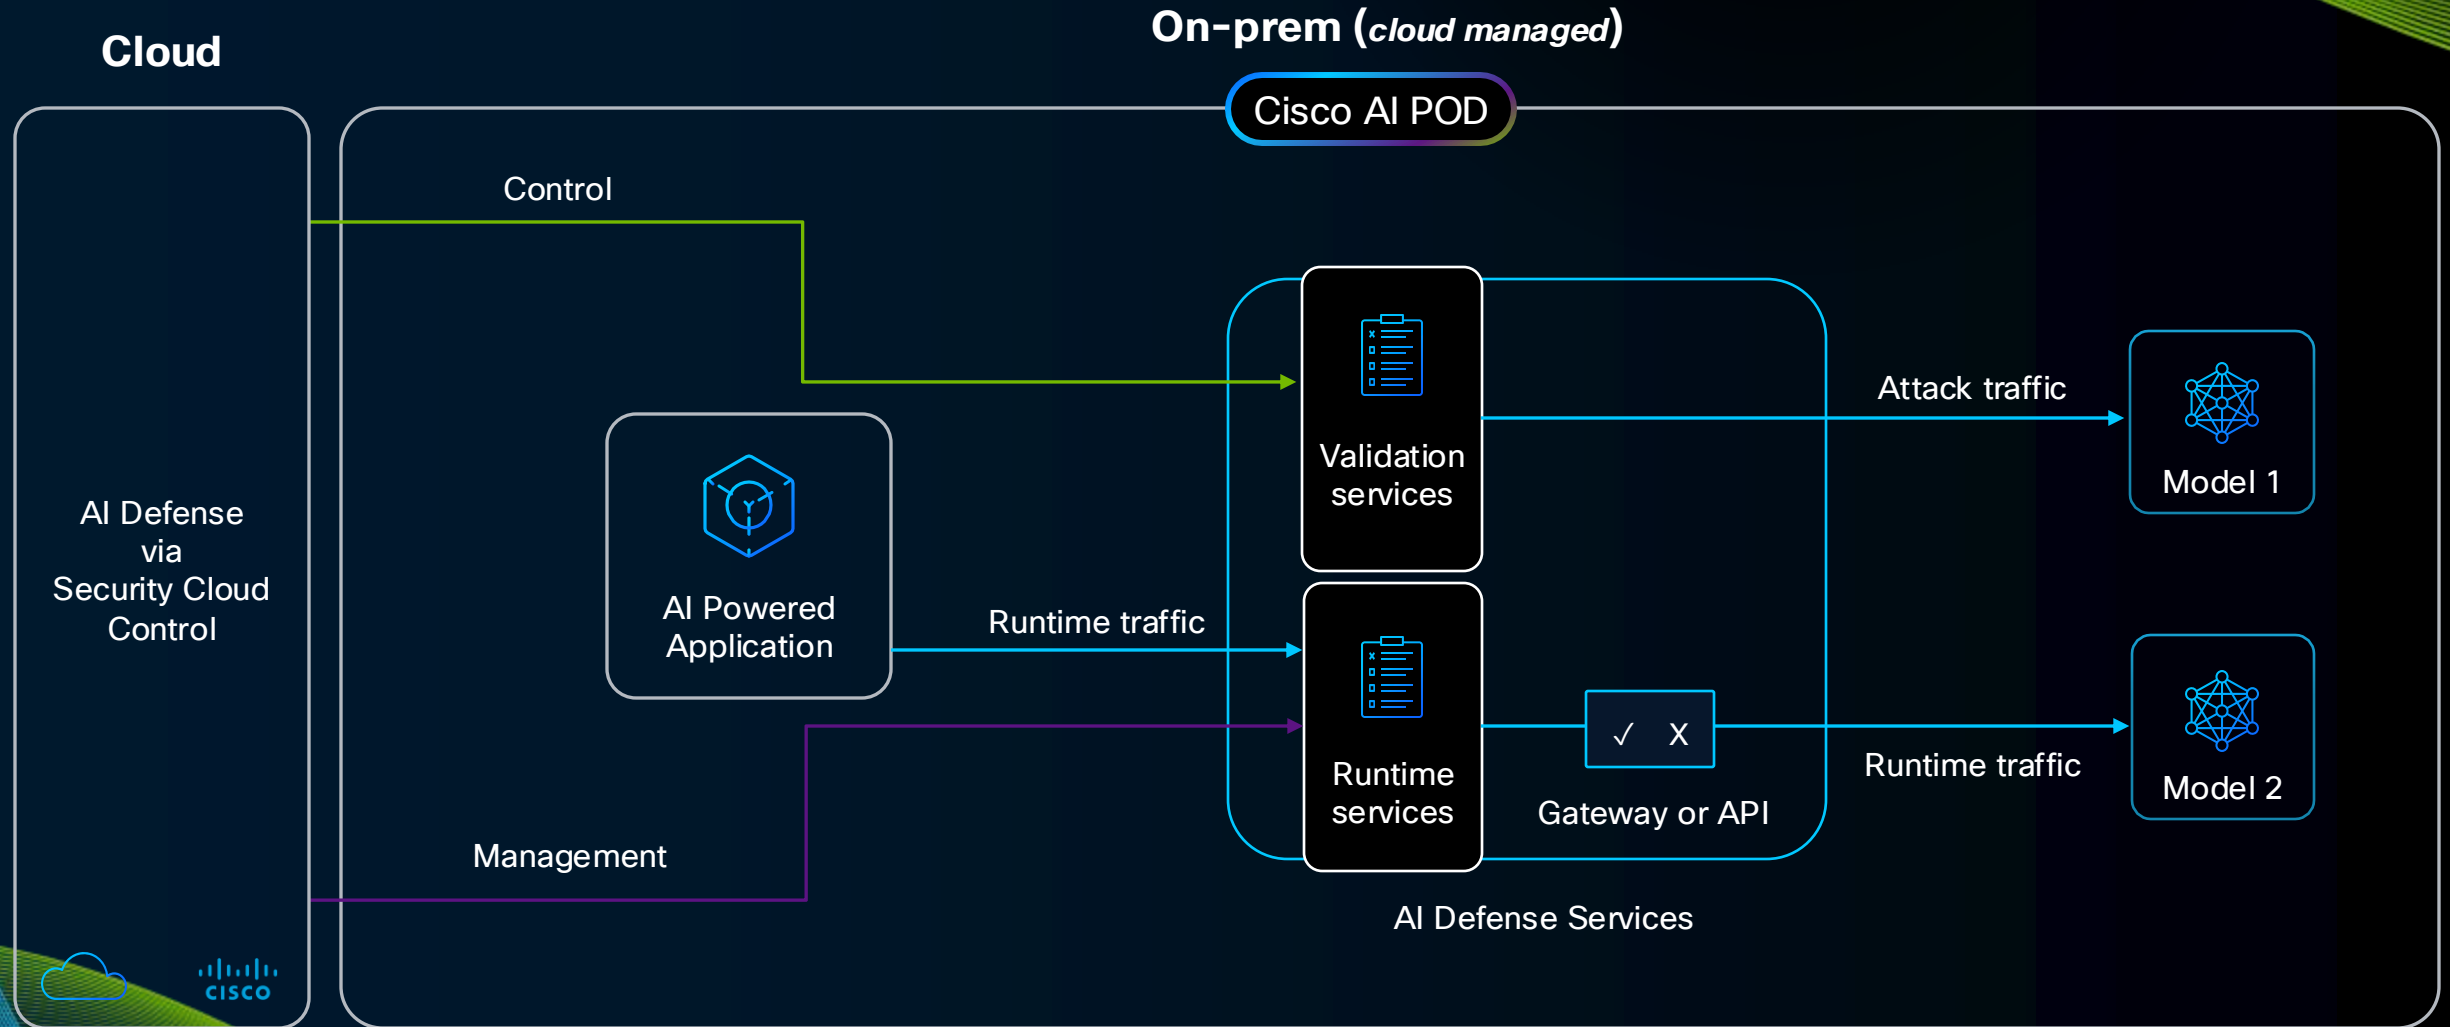 Cloud
On-prem (cloud managed)
Cisco AI POD
Control
AI Defense
via
Security Cloud
Control
AI Powered
Application
Runtime traffic
Management
Validation
services
Runtime
services
✓ X
Gateway or API
AI Defense Services
Attack traffic
Runtime traffic
Model 1
Model 2
CISCO